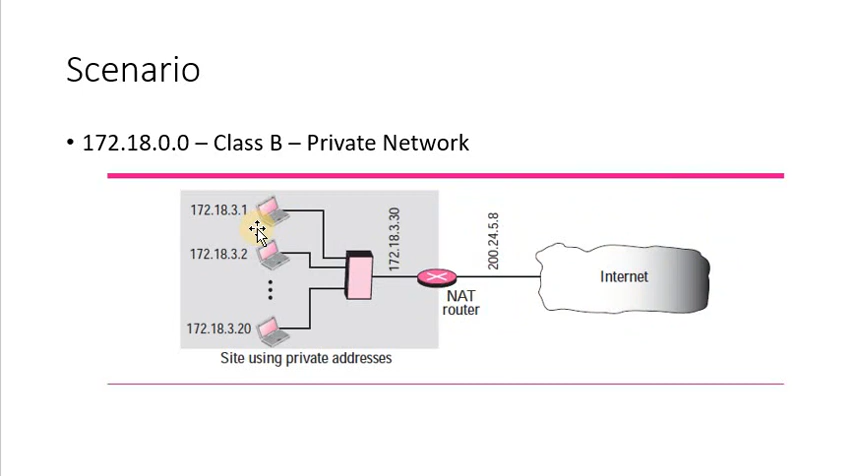 Scenario
• 172.18.0.0 – Class B – Private Network
172.18.3.1
172.18.3.2
172.18.3.20
172.18.3.30
200.24.5.8
NAT
router
Internet
Site using private addresses